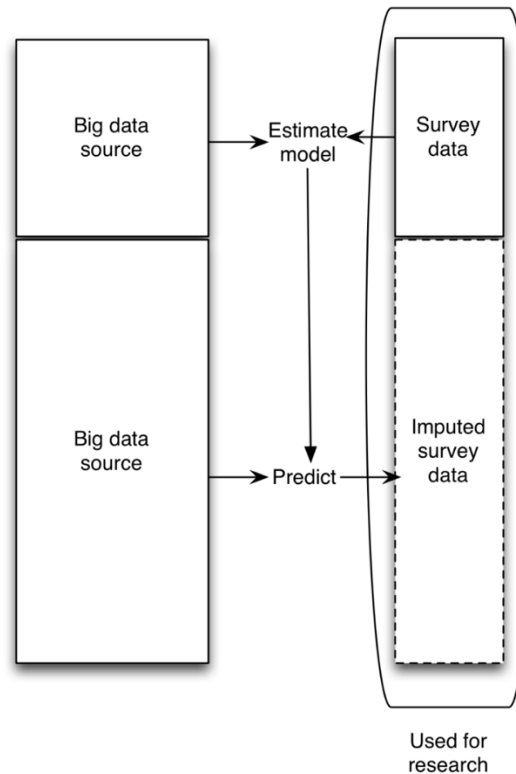 Big data
source
Estimate
model
Survey
data
Big data
source
Predict
Imputed
survey
data
Used for
research